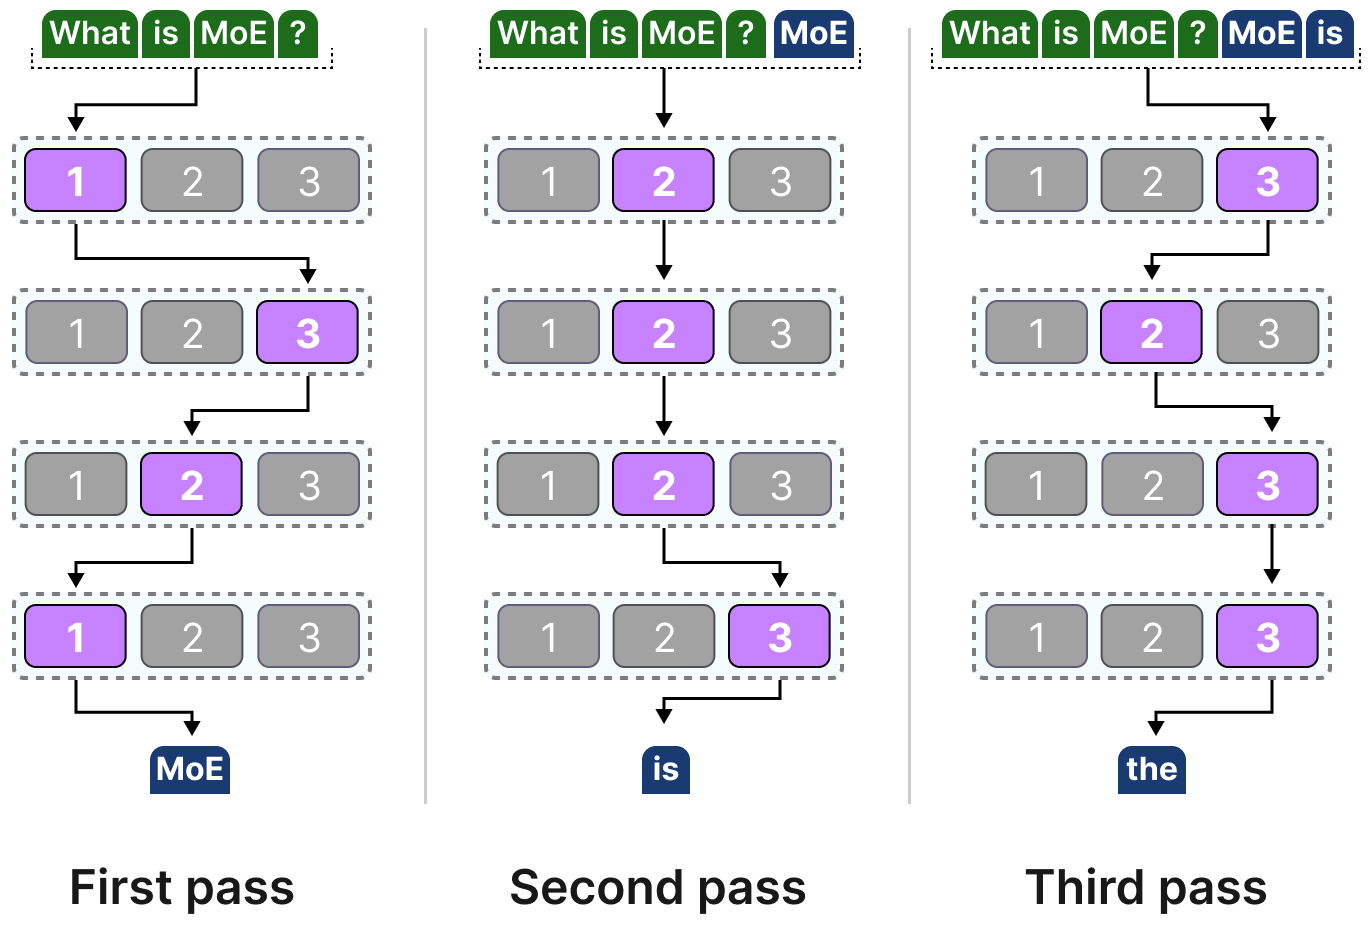 What is MoE ?
What is MoE ? MoE
What is MoE ? MoE is
1 2 3
1 2 3
1 2 3
1 2 3
1 2 3
1 2 3
1 2 3
1 2 3
1 2 3
1 2 3
1 2 3
1 2 3
MoE
is
the
First pass
Second pass
Third pass